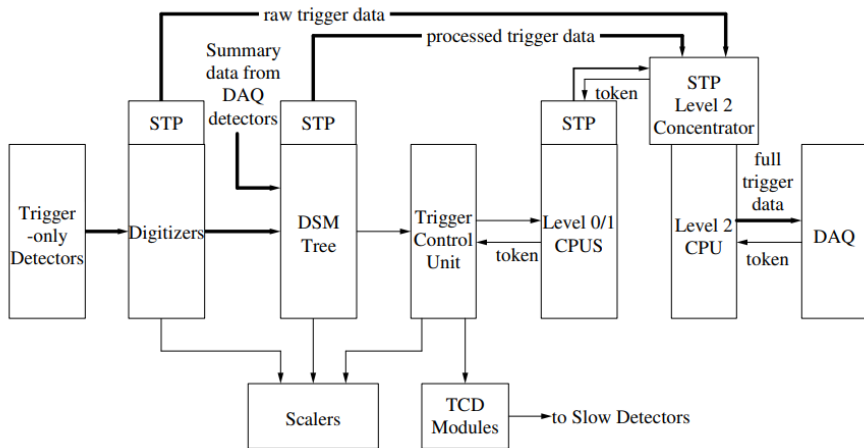 raw trigger data
Summary
data from
DAQ
detectors
processed trigger data
STP
Level 2
Concentrator
token
STP
STP
STP
Trigger
-only
Detectors
Digitizers
DSM
Tree
Trigger
Control
Unit
token
Level 0/1
CPUS
Level 2
CPU
full
trigger
data
token
DAQ
Scalers
TCD
Modules
to Slow Detectors